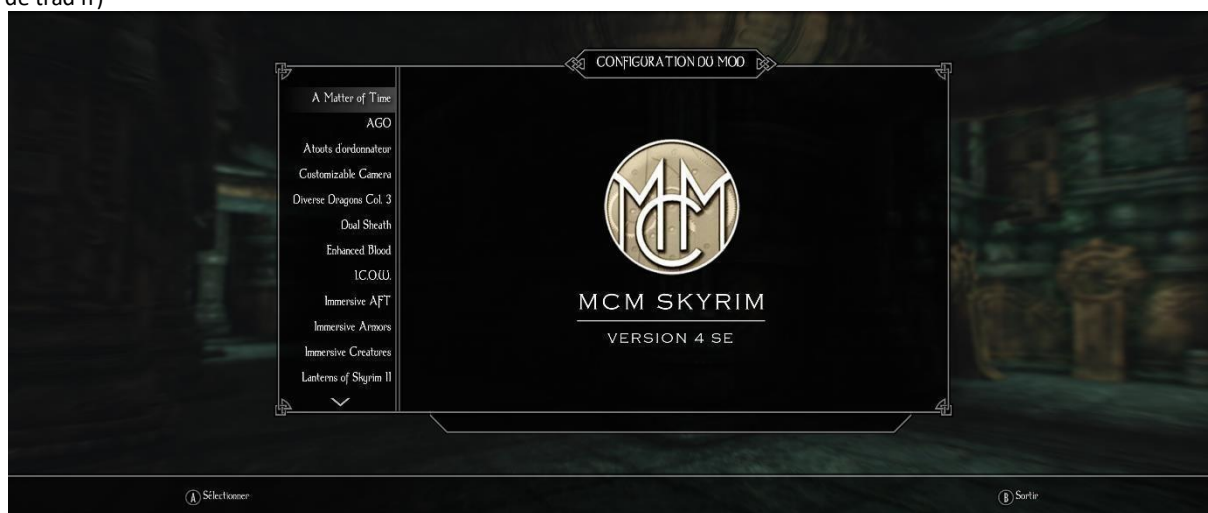 de trad fr)
CONFIGURATION DU MOD
A Matter of Time
AGO
Atouts d'ordonnateur
Customizable Camera
Diverse Dragons Col. 3
Dual Sheath
Enhanced Blood
I.C.O.W.
Immersive AFT
Immersive Armors
Immersive Creatures
Lanterns of Skyrim II
MCM
MCM SKYRIM
VERSION 4 SE
A Sélectionner
B Sortir